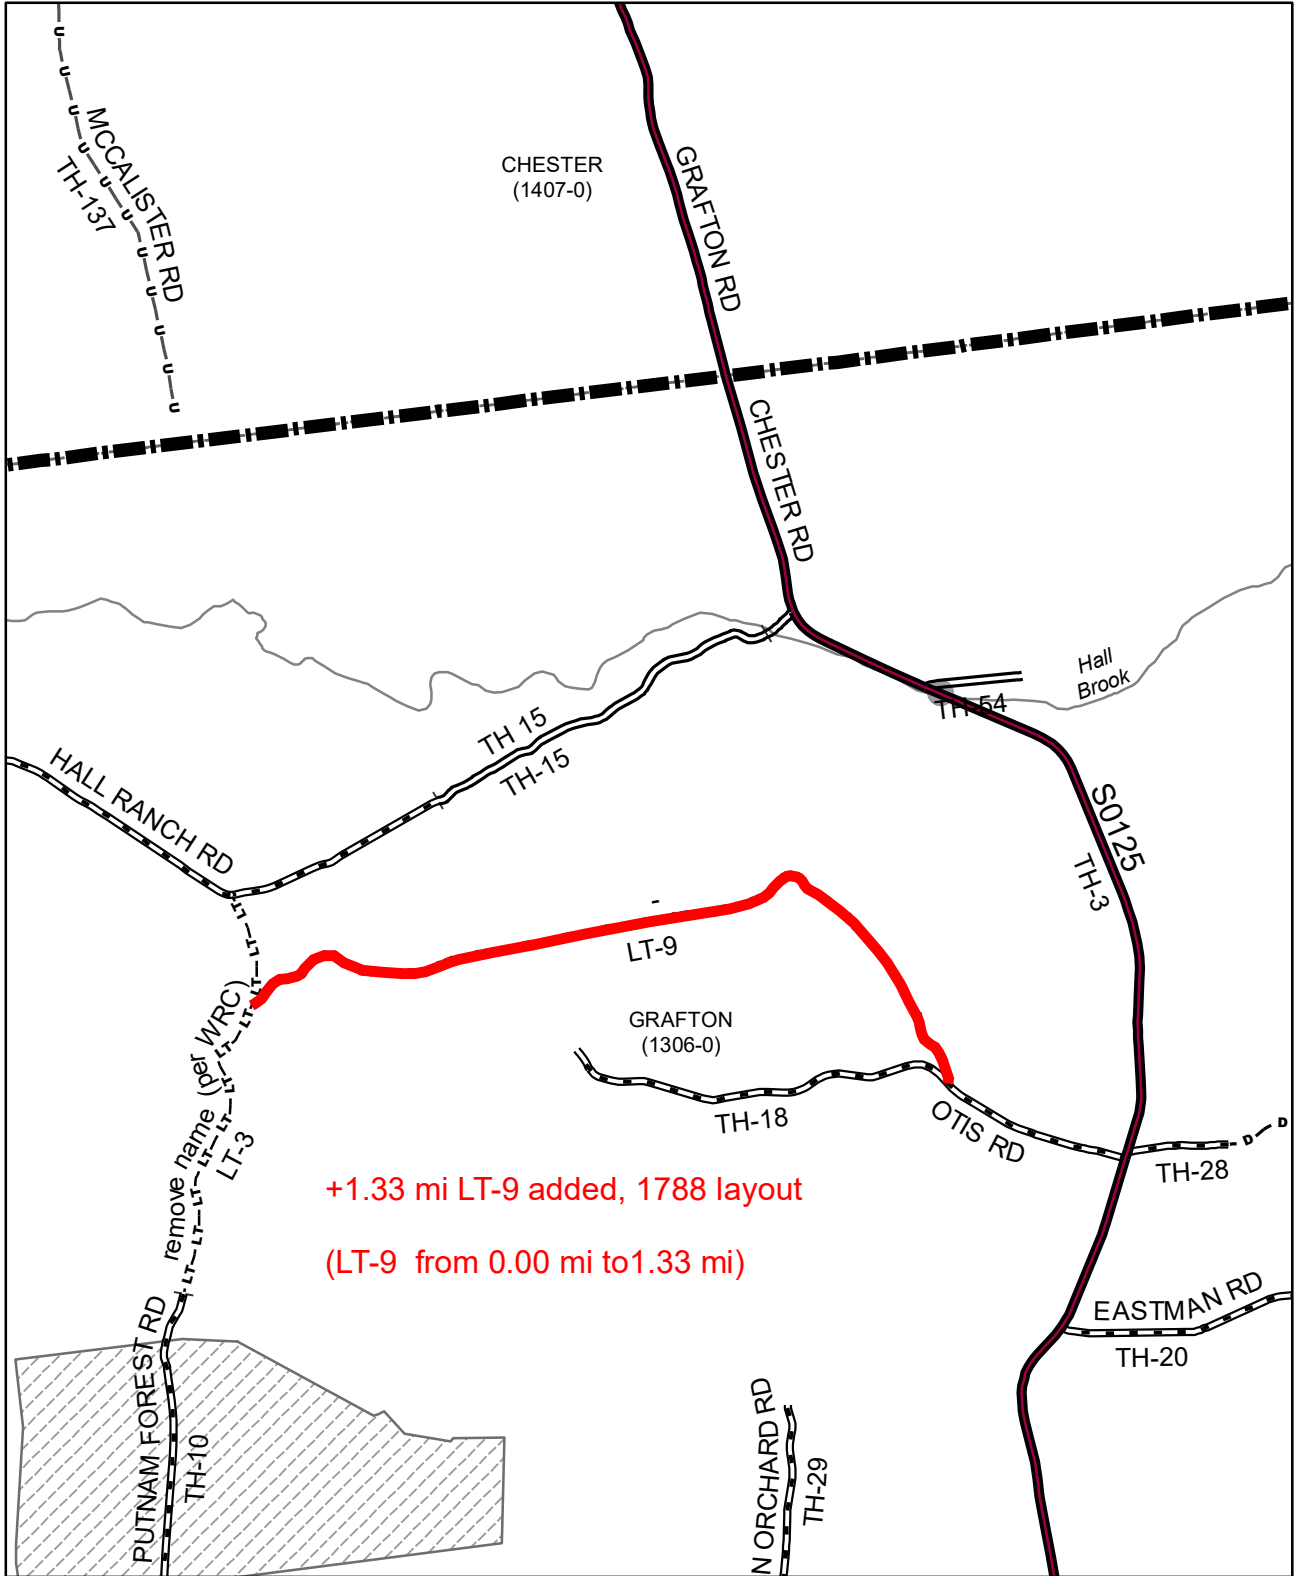 MCCALISTER RD
TH-137
CHESTER
(1407-0)
GRAFTON RD
CHESTER RD
Hall
Brook
TH-54
TH 15
TH-15
HALL RANCH RD
S0125
TH-3
-
LT-9
GRAFTON
(1306-0)
remove name (per WRC)
LT-3
TH-18
OTIS RD
TH-28
+1.33 mi LT-9 added, 1788 layout
(LT-9 from 0.00 mi to1.33 mi)
EASTMAN RD
TH-20
PUTNAM FOREST RD
TH-10
N ORCHARD RD
TH-29